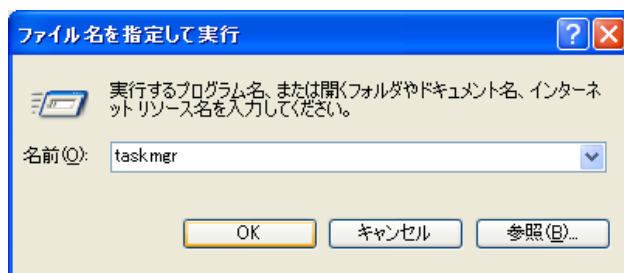 ファイル名を指定して実行
実行するプログラム名、または開くフォルダやドキュメント名、インターネ
ット リソース名を入力してください。
名前(O):
taskmgr
OK
キャンセル
参照(B)...